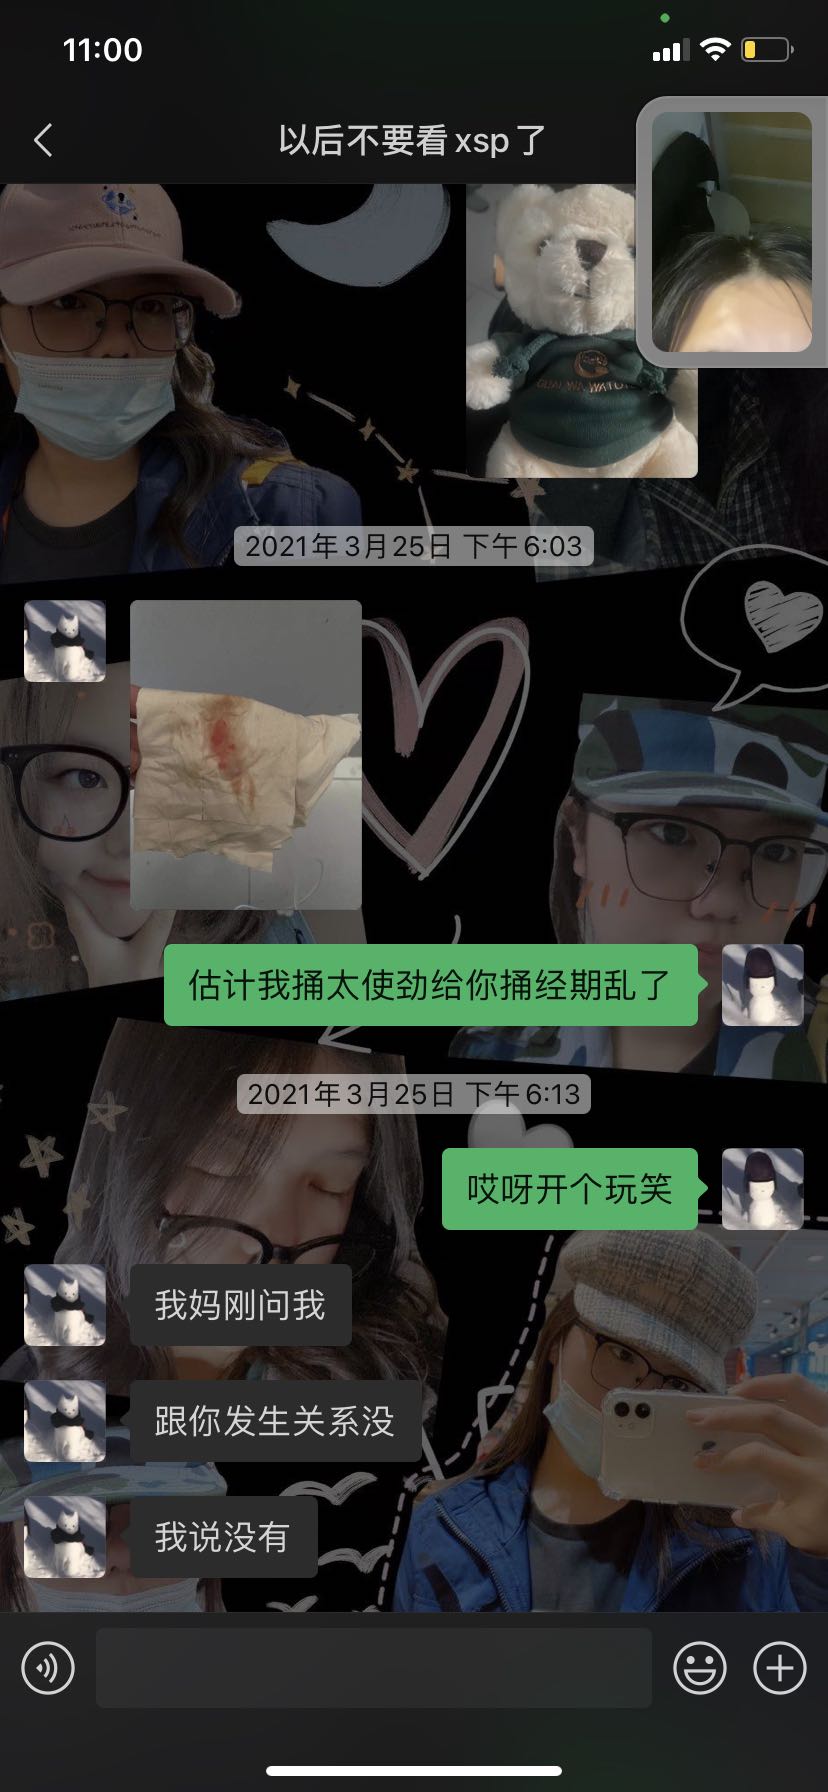 11:00
以后不要看xsp了
2021年3月25日 下午6:03
估计我捅太使劲给你捅经期乱了
2021年3月25日 下午6:13
哎呀开个玩笑
我妈刚问我
跟你发生关系没
我说没有